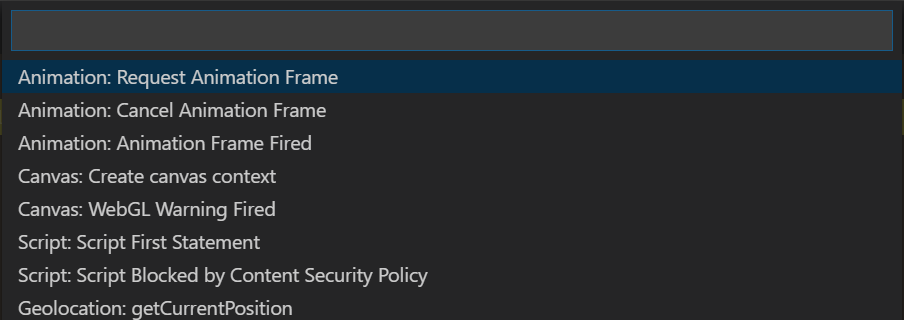 Animation: Request Animation Frame
Animation: Cancel Animation Frame
Animation: Animation Frame Fired
Canvas: Create canvas context
Canvas: WebGL Warning Fired
Script: Script First Statement
Script: Script Blocked by Content Security Policy
Geolocation: getCurrentPosition